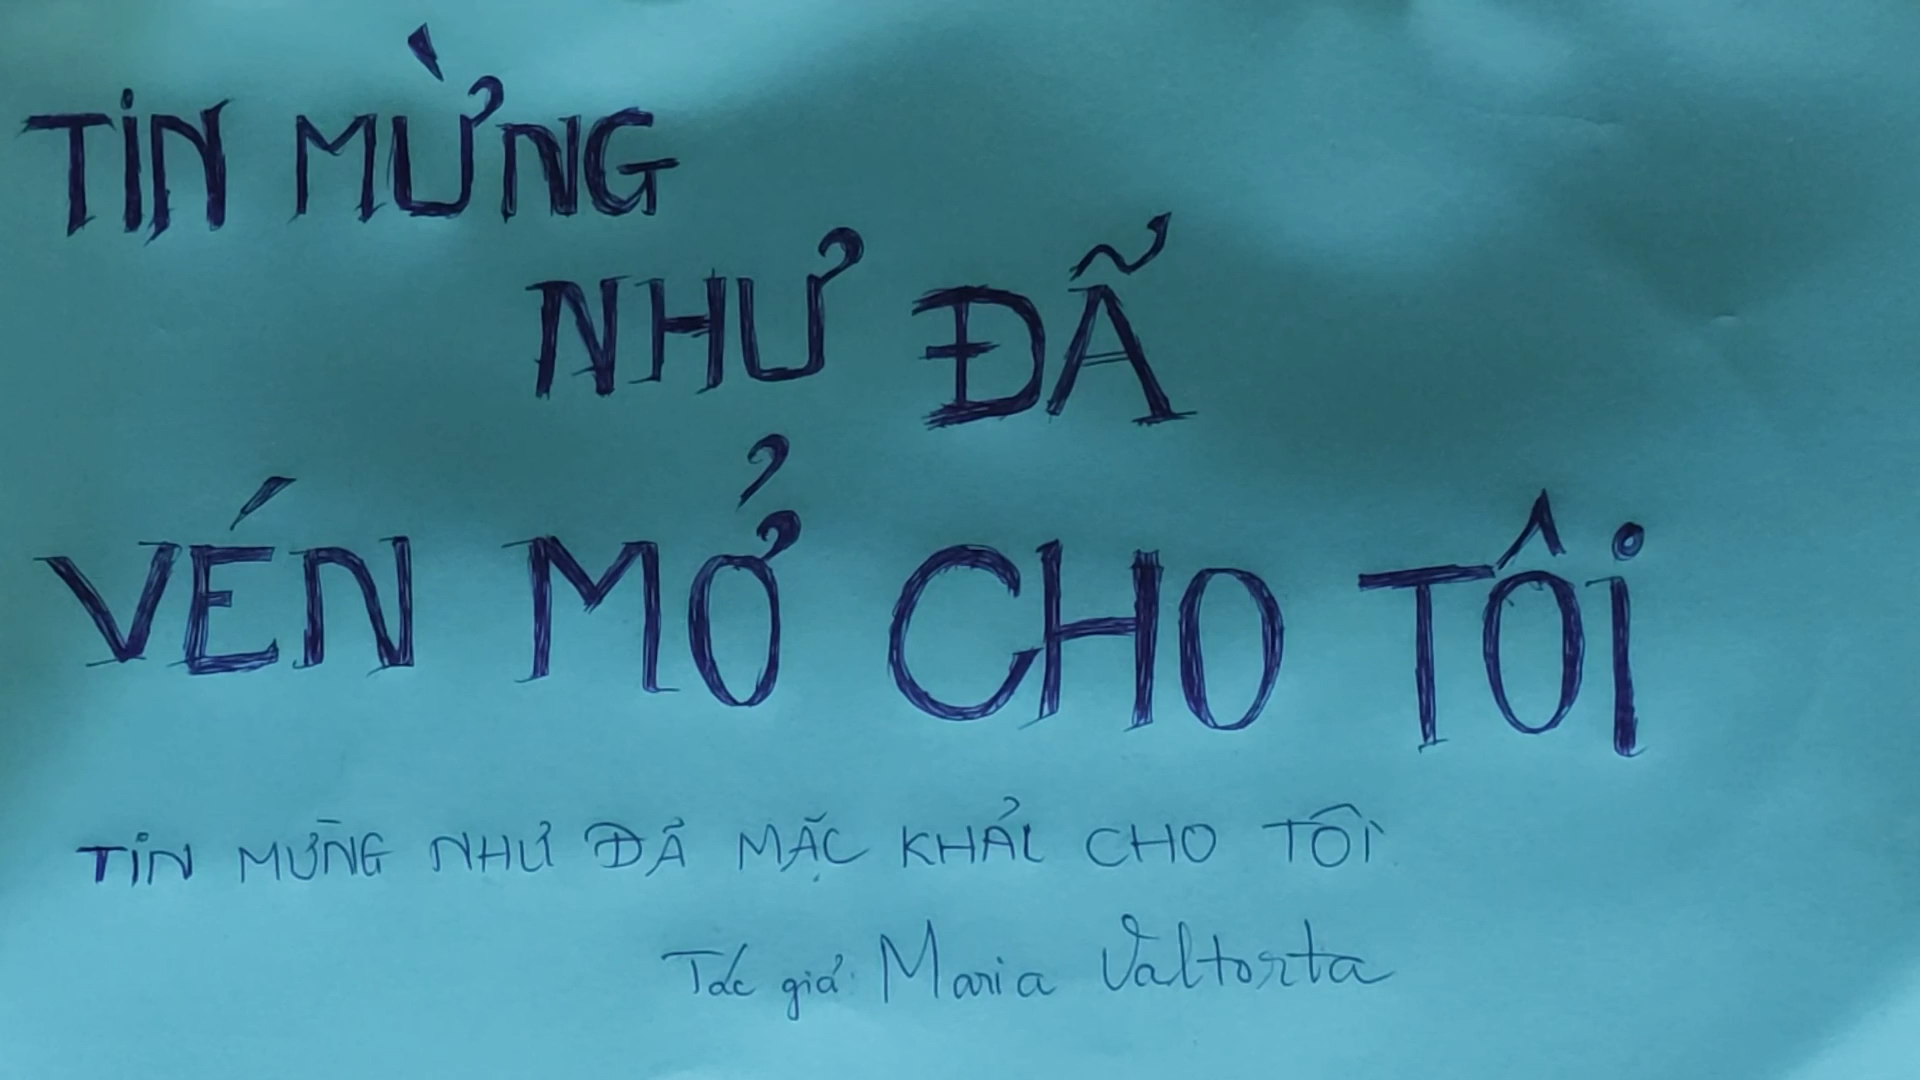 TIN MỪNG
NHƯ ĐÃ
VÉN MỞ CHO TÔI
TIN MỪNG NHƯ ĐÃ MẶC KHẢI CHO TÔI
Tác giả: Maria Valtorta